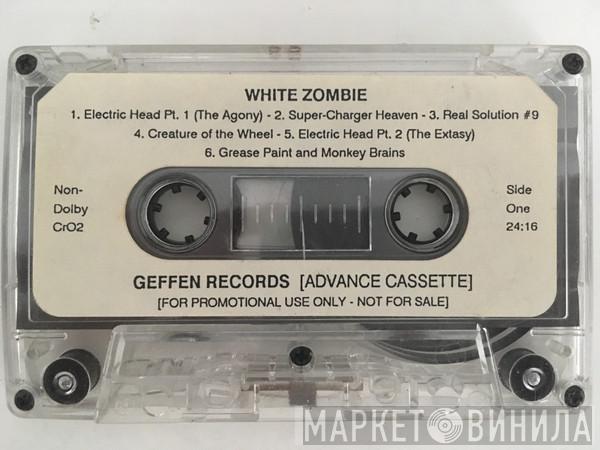 WHITE ZOMBIE
1. Electric Head Pt. 1 (The Agony) - 2. Super-Charger Heaven - 3. Real Solution #9
4. Creature of the Wheel - 5. Electric Head Pt. 2 (The Extasy)
6. Grease Paint and Monkey Brains
Non-
Dolby
CrO2
Side
One
24:16
GEFFEN RECORDS [ADVANCE CASSETTE]
[FOR PROMOTIONAL USE ONLY - NOT FOR SALE]
МАРКЕТ ВИНИЛА